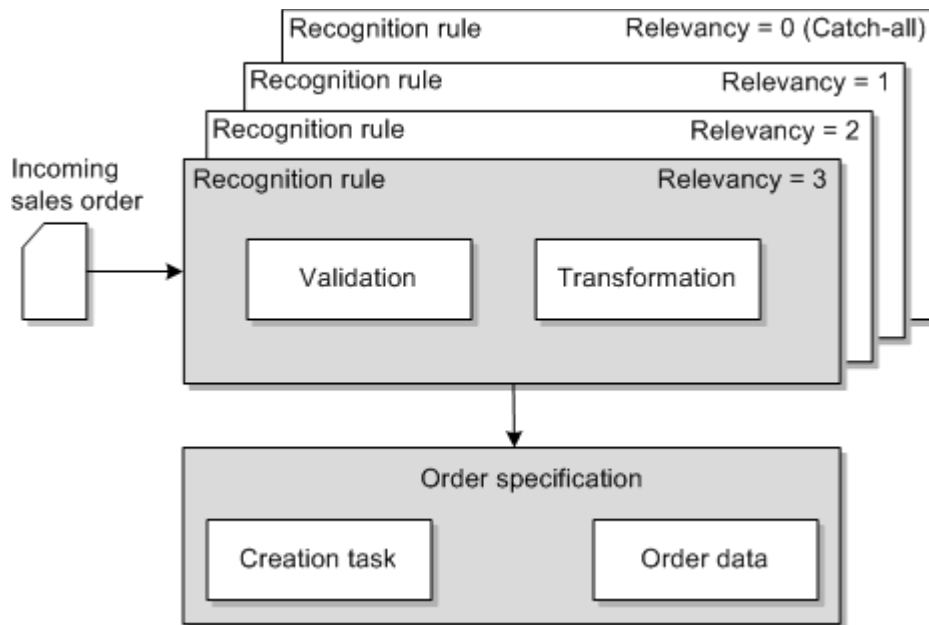 Recognition rule Relevancy = 0 (Catch-all)
Recognition rule Relevancy = 1
Recognition rule Relevancy = 2
Recognition rule Relevancy = 3
Incoming
sales order
Validation Transformation
Order specification
Creation task Order data